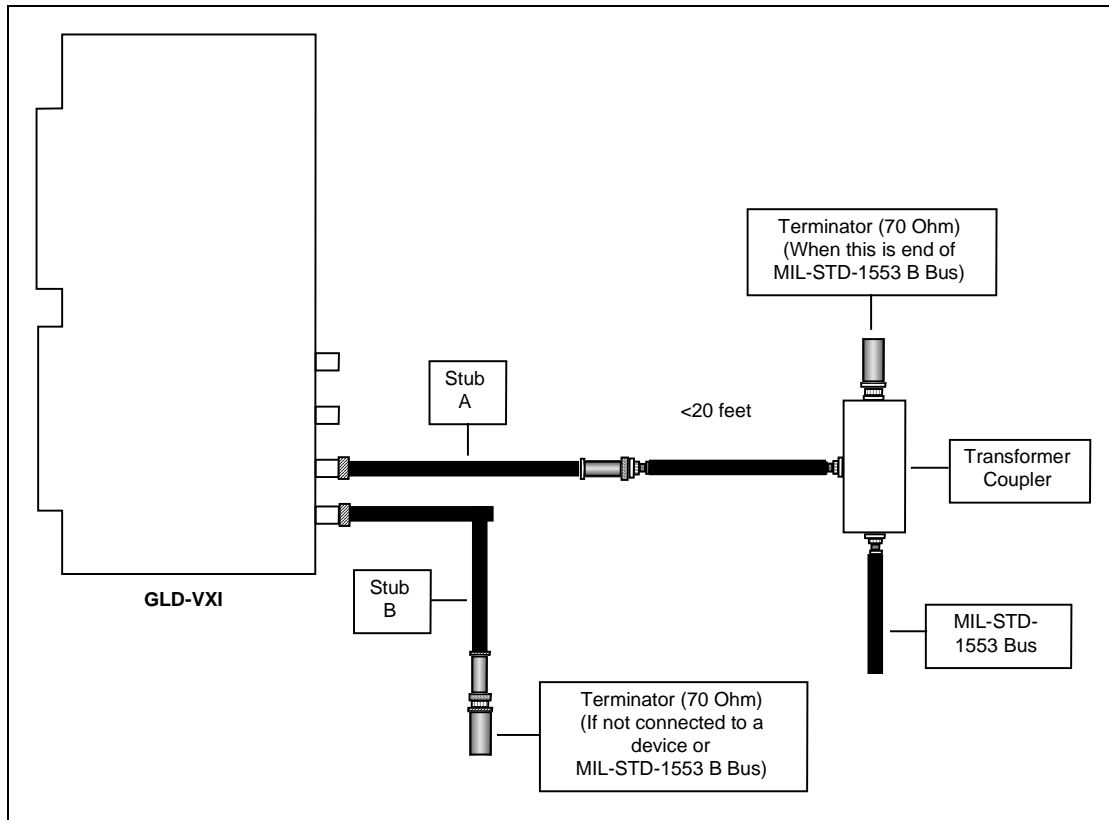 Terminator (70 Ohm)
(When this is end of
MIL-STD-1553 B Bus)
Stub
A
<20 feet
Transformer
Coupler
GLD-VXI
Stub
B
MIL-STD-
1553 Bus
Terminator (70 Ohm)
(If not connected to a
device or
MIL-STD-1553 B Bus)